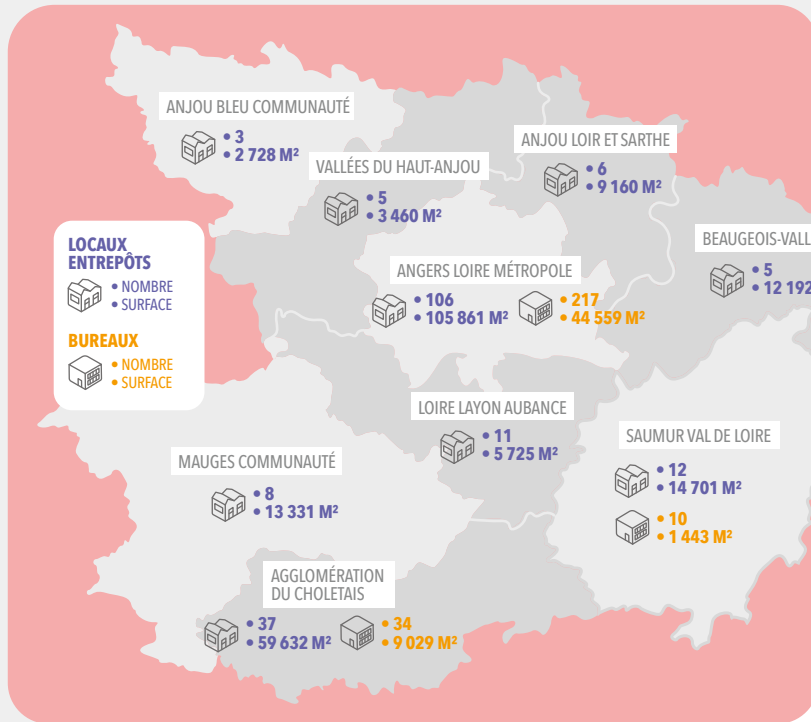 ANJOU BLEU COMMUNAUTÉ
• 3
• 2 728 M²
VALLÉES DU HAUT-ANJOU
• 5
• 3 460 M²
ANJOU LOIR ET SARTHE
• 6
• 9 160 M²
LOCAUX
ENTREPÔTS
• NOMBRE
• SURFACE
BUREAUX
• NOMBRE
• SURFACE
ANGERS LOIRE MÉTROPOLE
• 106
• 105 861 M²
• 217
• 44 559 M²
BEAUGEOIS-VALL
• 5
• 12 192
LOIRE LAYON AUBANCE
• 11
• 5 725 M²
SAUMUR VAL DE LOIRE
• 12
• 14 701 M²
• 10
• 1 443 M²
MAUGES COMMUNAUTÉ
• 8
• 13 331 M²
AGGLOMÉRATION
DU CHOLETAIS
• 37
• 59 632 M²
• 34
• 9 029 M²